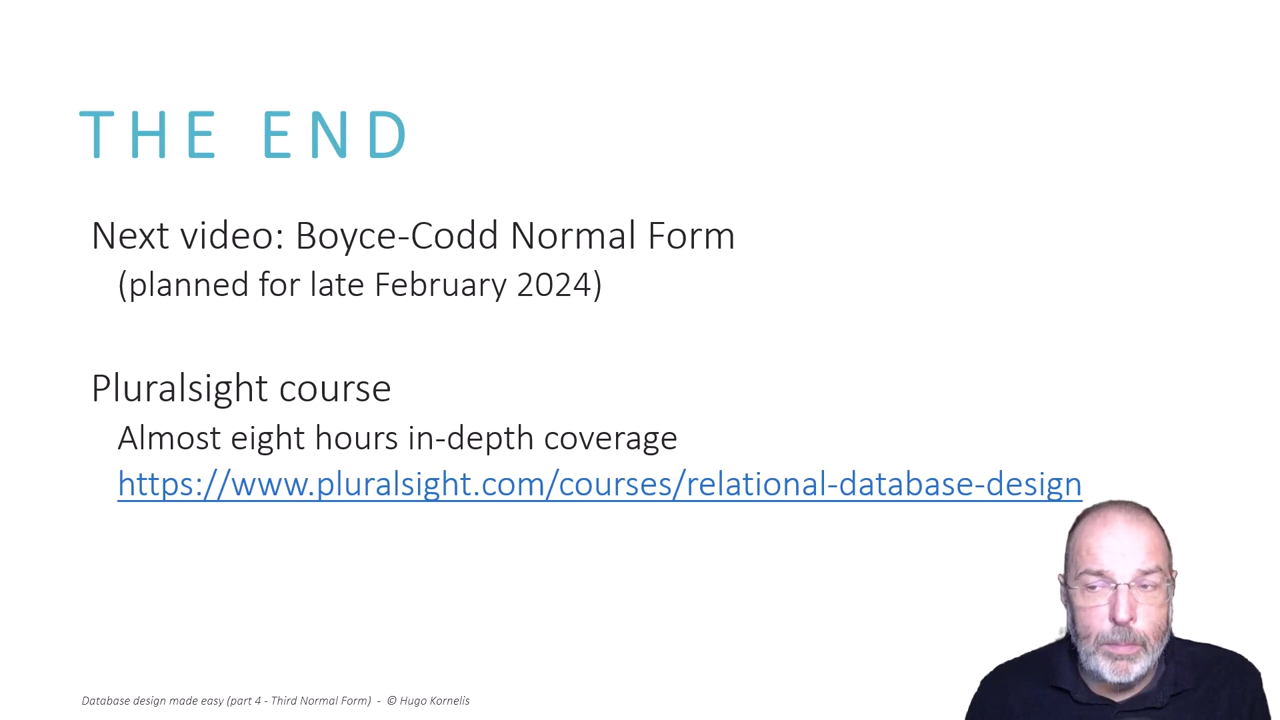 THE END
Next video: Boyce-Codd Normal Form
(planned for late February 2024)
Pluralsight course
Almost eight hours in-depth coverage
https://www.pluralsight.com/courses/relational-database-design
Database design made easy (part 4 - Third Normal Form) - © Hugo Kornelis